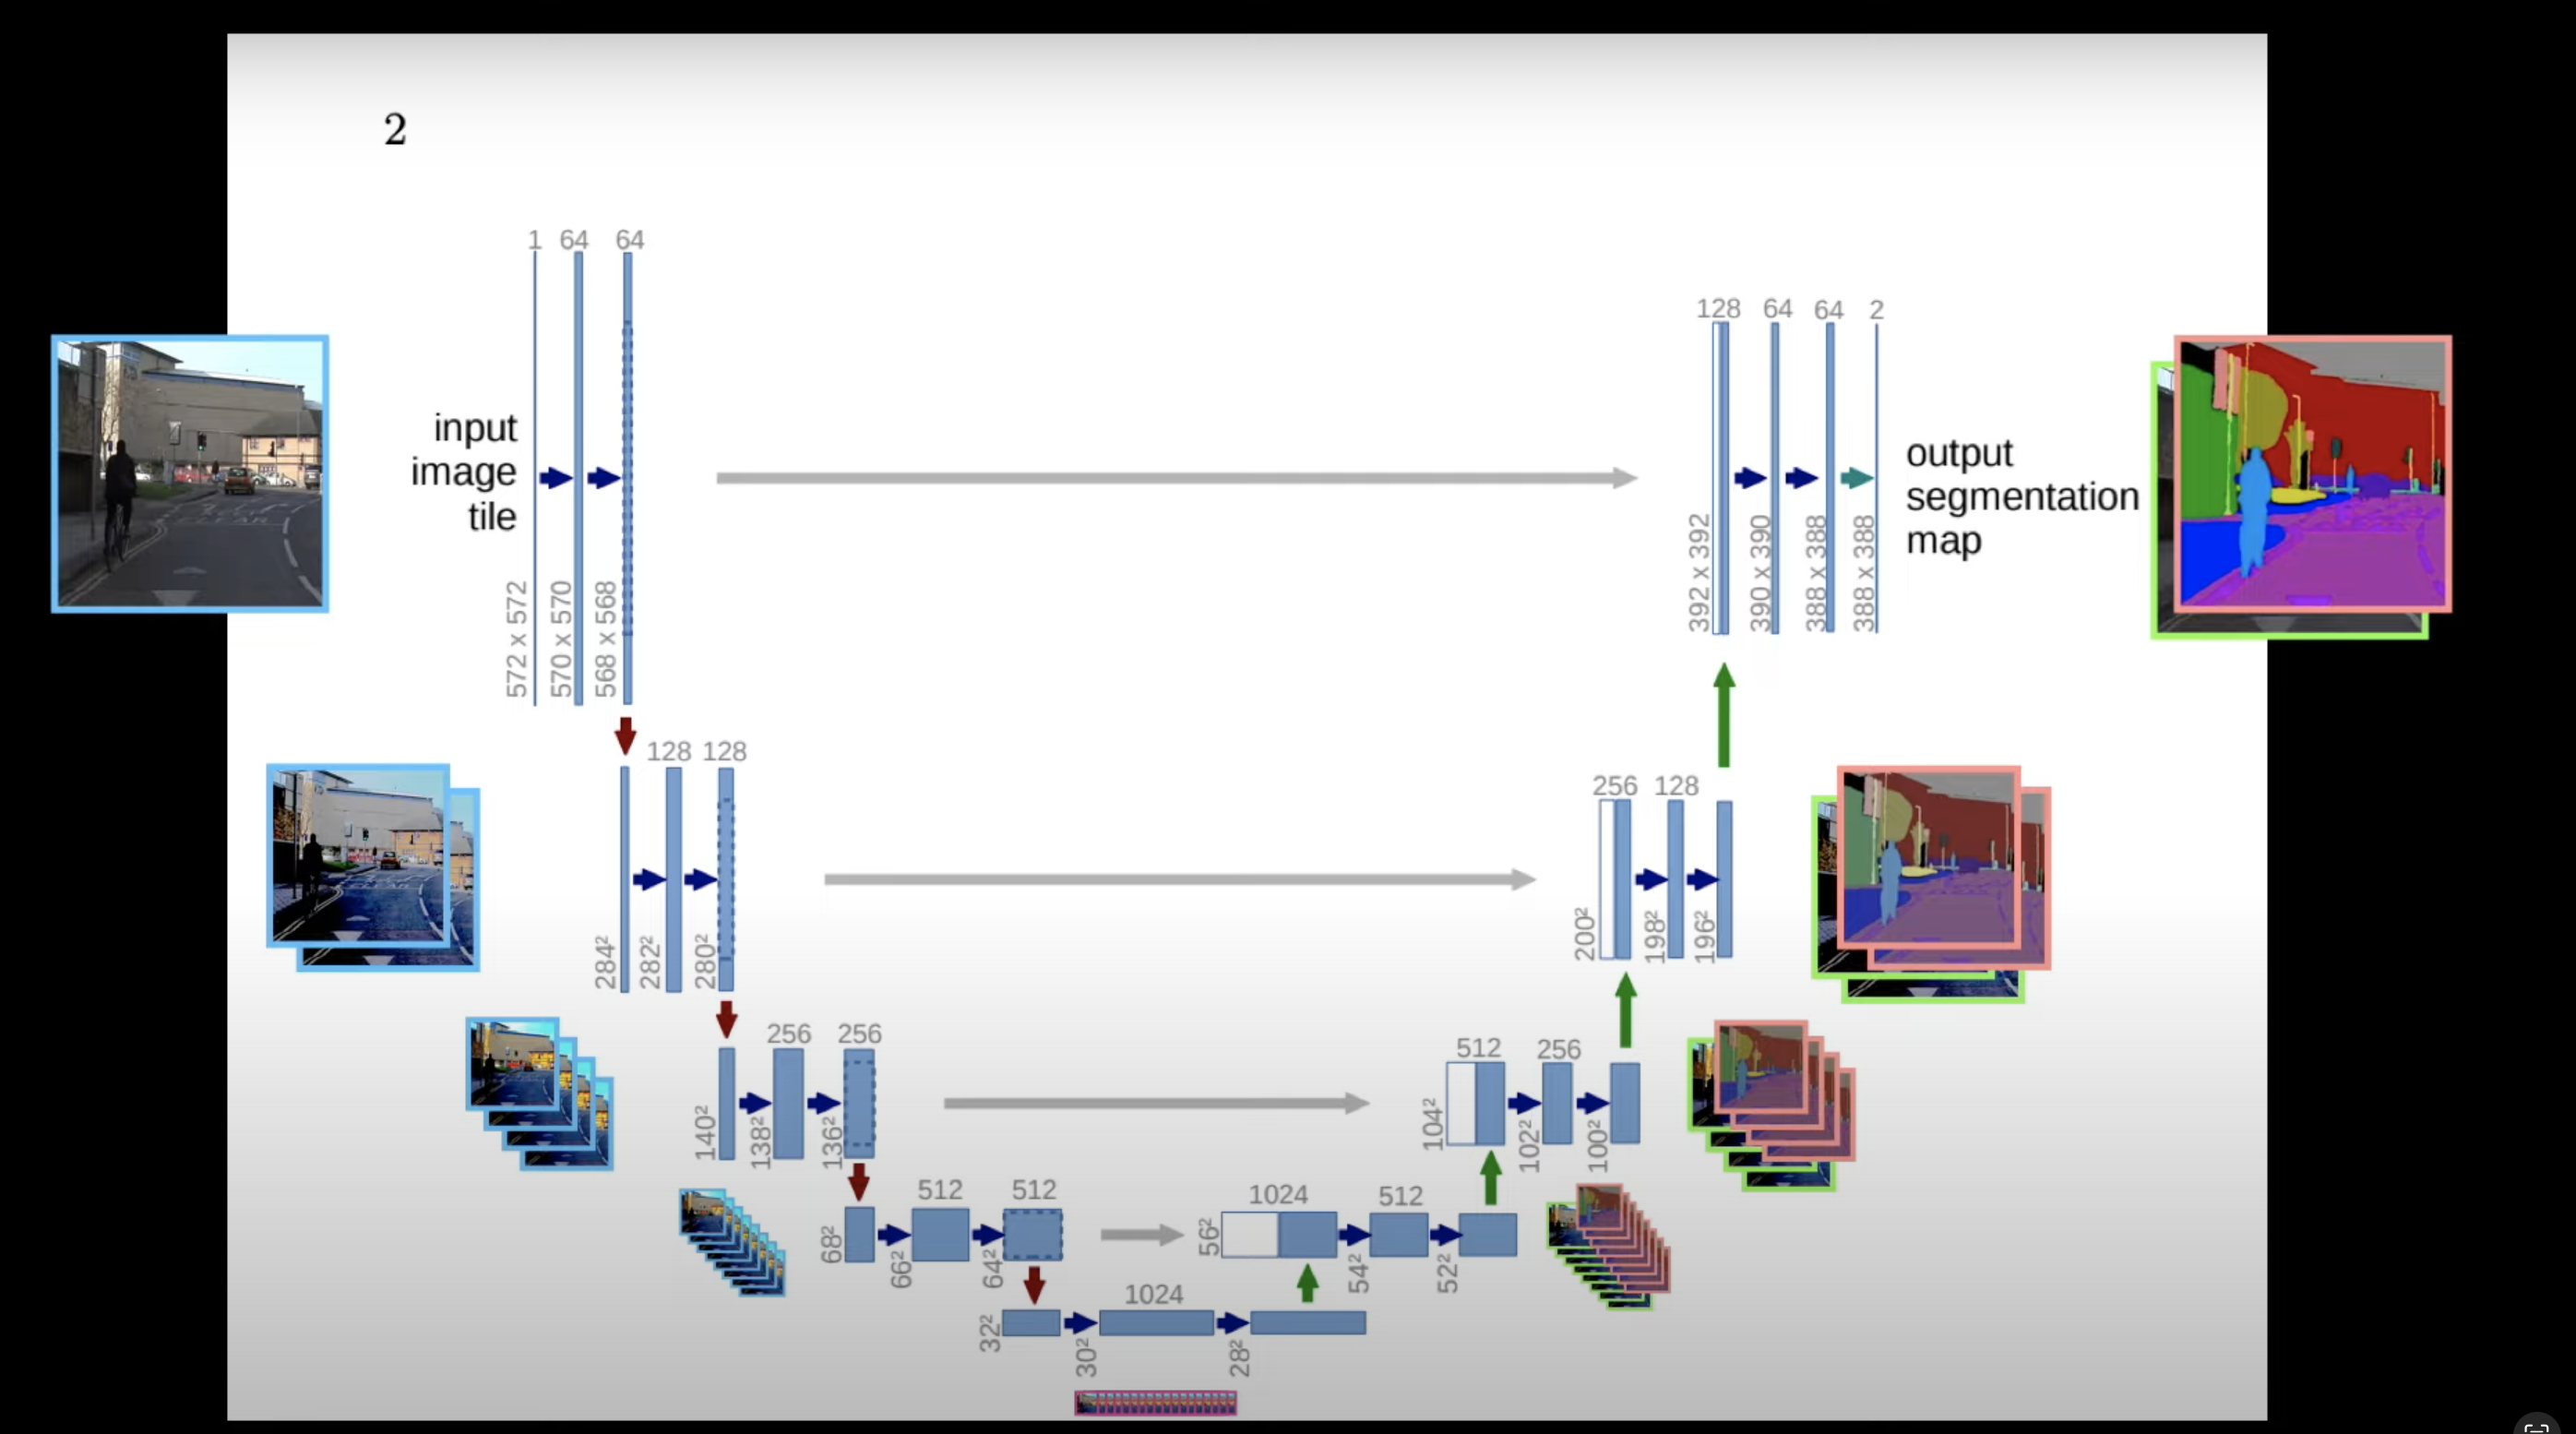 2
1 64 64
128 64 64 2
input
image
tile
output
segmentation
map
572 x 572
570 x 570
568 x 568
392 x 392
390 x 390
388 x 388
388 x 388
128 128
256 128
284²
282²
280²
200²
198²
196²
256 256
512 256
140²
138²
136²
104²
102²
100²
512 512
1024 512
68²
66²
64²
56²
54²
52²
1024
32²
30²
28²